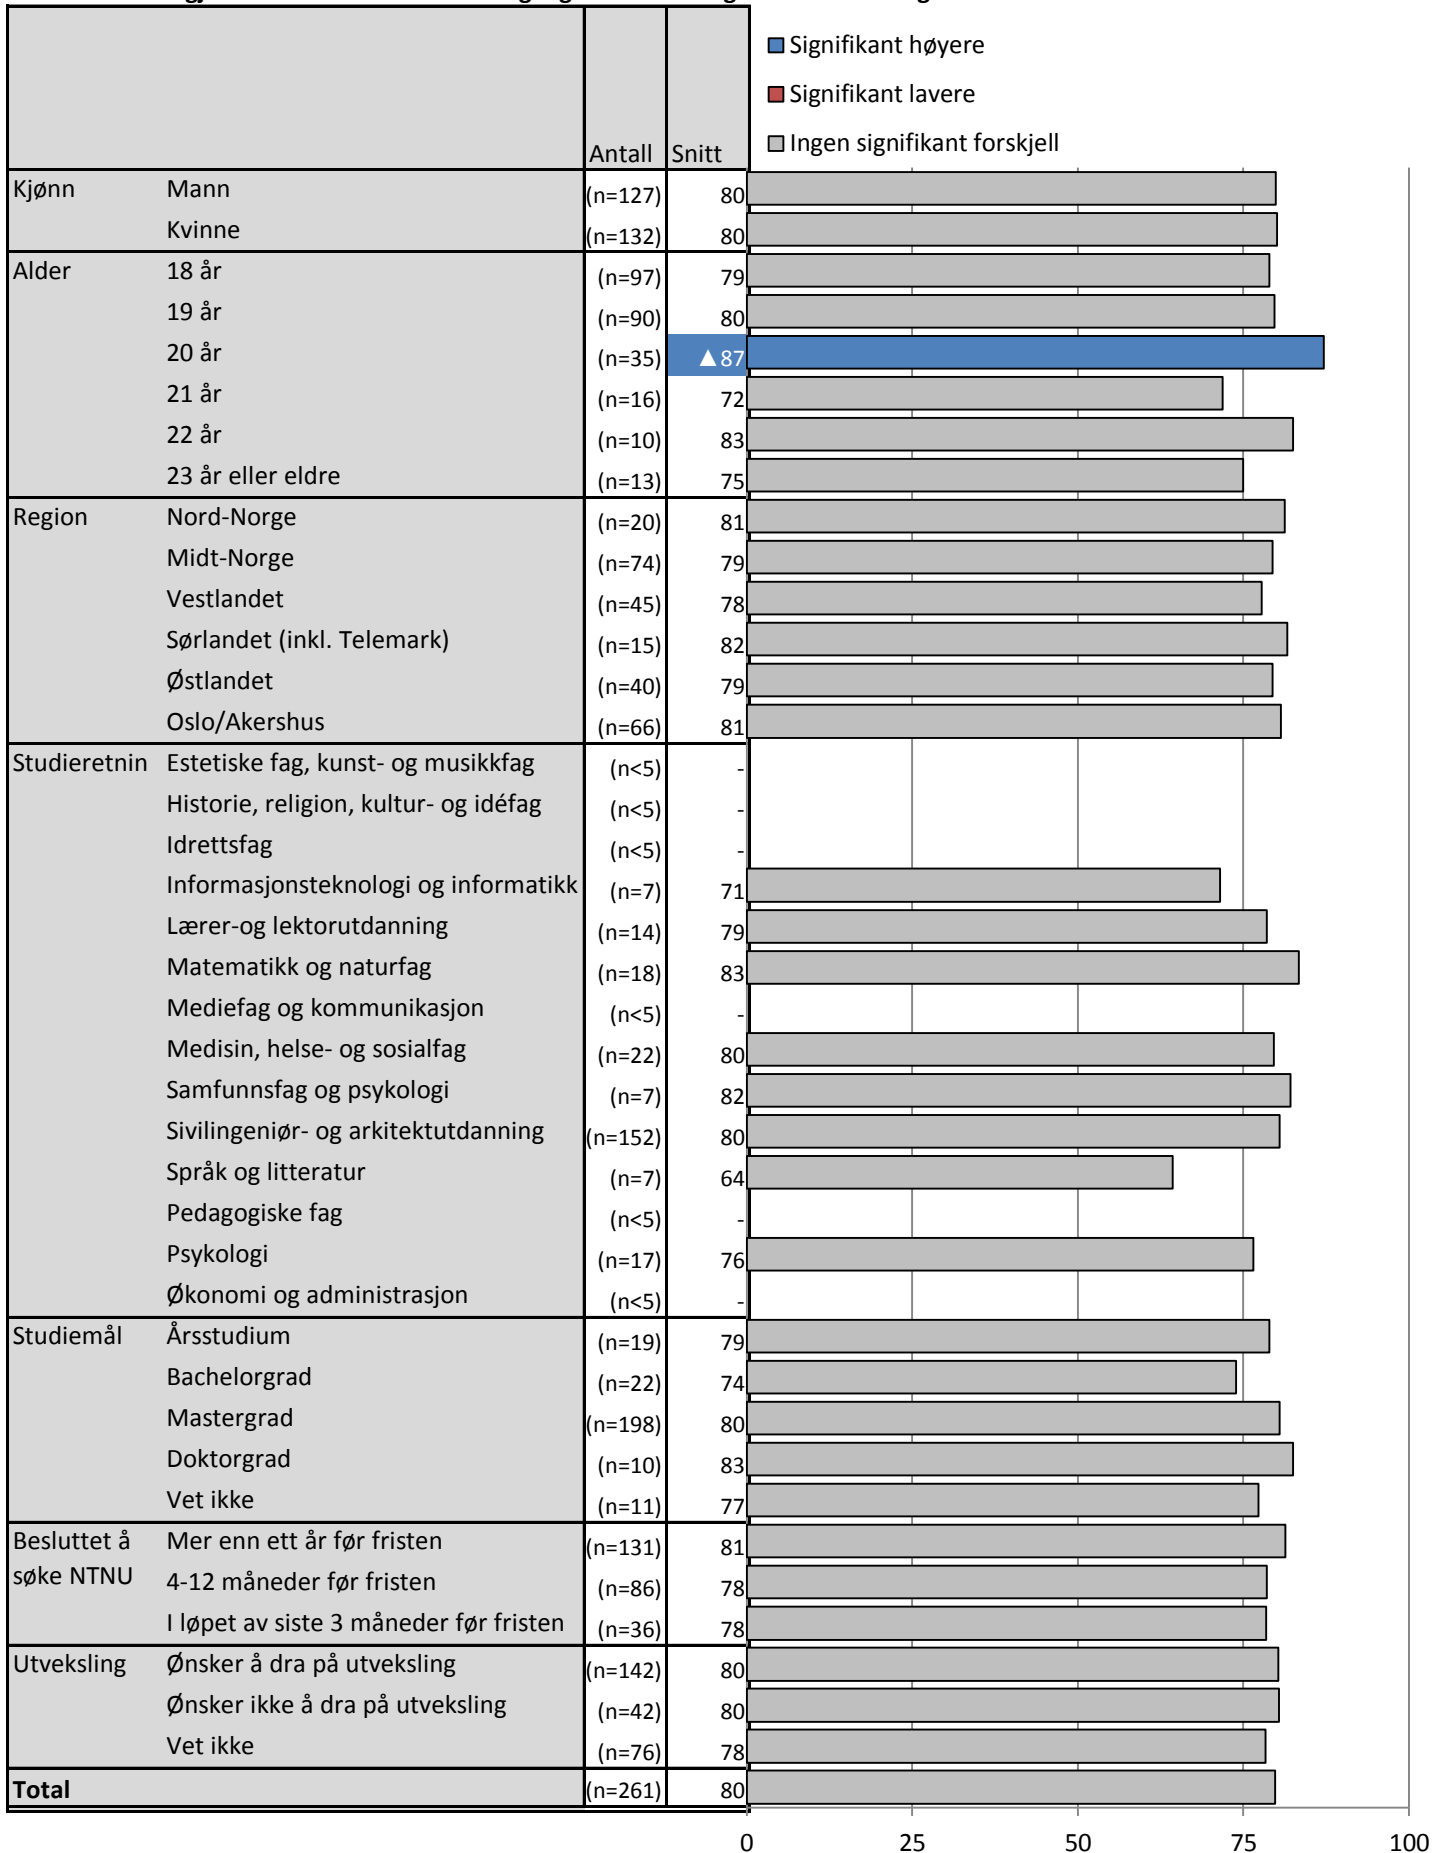 Signifikant høyere
Signifikant lavere
Ingen signifikant forskjell
Antall Snitt
Kjønn Mann (n=127) 80
Kvinne (n=132) 80
Alder 18 år (n=97) 79
19 år (n=90) 80
20 år (n=35) ▲87
21 år (n=16) 72
22 år (n=10) 83
23 år eller eldre (n=13) 75
Region Nord-Norge (n=20) 81
Midt-Norge (n=74) 79
Vestlandet (n=45) 78
Sørlandet (inkl. Telemark) (n=15) 82
Østlandet (n=40) 79
Oslo/Akershus (n=66) 81
Studieretnin Estetiske fag, kunst- og musikkfag (n<5) -
Historie, religion, kultur- og idéfag (n<5) -
Idrettsfag (n<5) -
Informasjonsteknologi og informatikk (n=7) 71
Lærer-og lektorutdanning (n=14) 79
Matematikk og naturfag (n=18) 83
Mediefag og kommunikasjon (n<5) -
Medisin, helse- og sosialfag (n=22) 80
Samfunnsfag og psykologi (n=7) 82
Sivilingeniør- og arkitektutdanning (n=152) 80
Språk og litteratur (n=7) 64
Pedagogiske fag (n<5) -
Psykologi (n=17) 76
Økonomi og administrasjon (n<5) -
Studiemål Årsstudium (n=19) 79
Bachelorgrad (n=22) 74
Mastergrad (n=198) 80
Doktorgrad (n=10) 83
Vet ikke (n=11) 77
Besluttet å Mer enn ett år før fristen (n=131) 81
søke NTNU 4-12 måneder før fristen (n=86) 78
I løpet av siste 3 måneder før fristen (n=36) 78
Utveksling Ønsker å dra på utveksling (n=142) 80
Ønsker ikke å dra på utveksling (n=42) 80
Vet ikke (n=76) 78
Total (n=261) 80
0 25 50 75 100